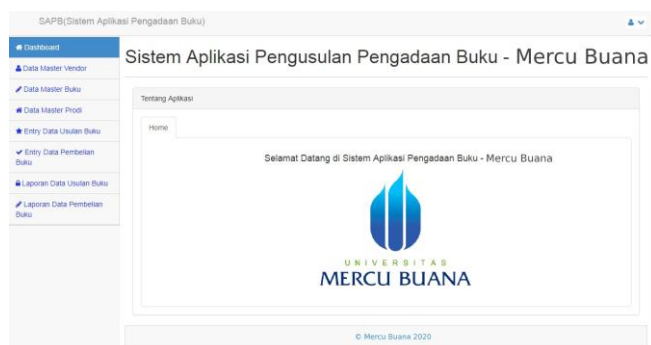 SAPB(Sistem Aplikasi Pengadaan Buku)
Dashboard
Data Master Vendor
Data Master Buku
Data Master Prodi
Entry Data Usulan Buku
Entry Data Pembelian
Buku
Laporan Data Usulan Buku
Laporan Data Pembelian
Buku
Sistem Aplikasi Pengusulan Pengadaan Buku - Mercu Buana
Tentang Aplikasi
Home
Selamat Datang di Sistem Aplikasi Pengadaan Buku - Mercu Buana
UNIVERSITAS
MERCU BUANA
© Mercu Buana 2020